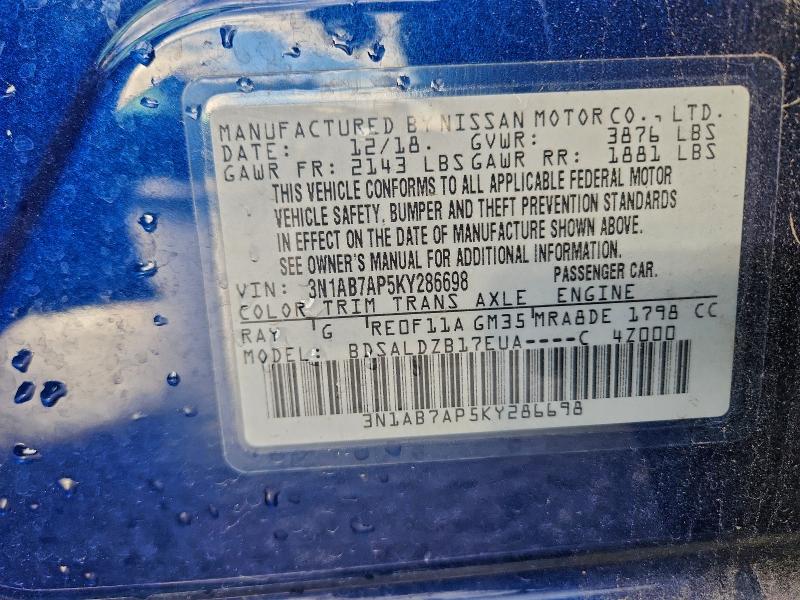 MANUFACTURED BY NISSAN MOTOR CO., LTD.
DATE: 12/18. GVWR: 3876 LBS
GAWR FR: 2143 LBS GAWR RR: 1881 LBS
THIS VEHICLE CONFORMS TO ALL APPLICABLE FEDERAL MOTOR
VEHICLE SAFETY, BUMPER AND THEFT PREVENTION STANDARDS
IN EFFECT ON THE DATE OF MANUFACTURE SHOWN ABOVE.
SEE OWNER'S MANUAL FOR ADDITIONAL INFORMATION.
VIN: 3N1AB7AP5KY286698 PASSENGER CAR.
COLOR TRIM TRANS AXLE ENGINE
RAY G RE0F11A GM35 MRA8DE 1798 CC
MODEL: BDSALDZB17EUA----C 4Z000
3N1AB7AP5KY286698